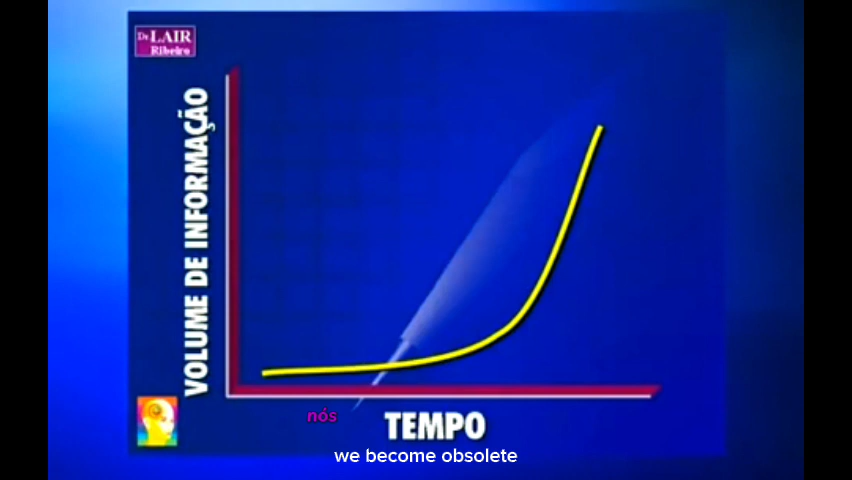 Dr. LAIR
Ribeiro
VOLUME DE INFORMAÇÃO
nós
TEMPO
we become obsolete